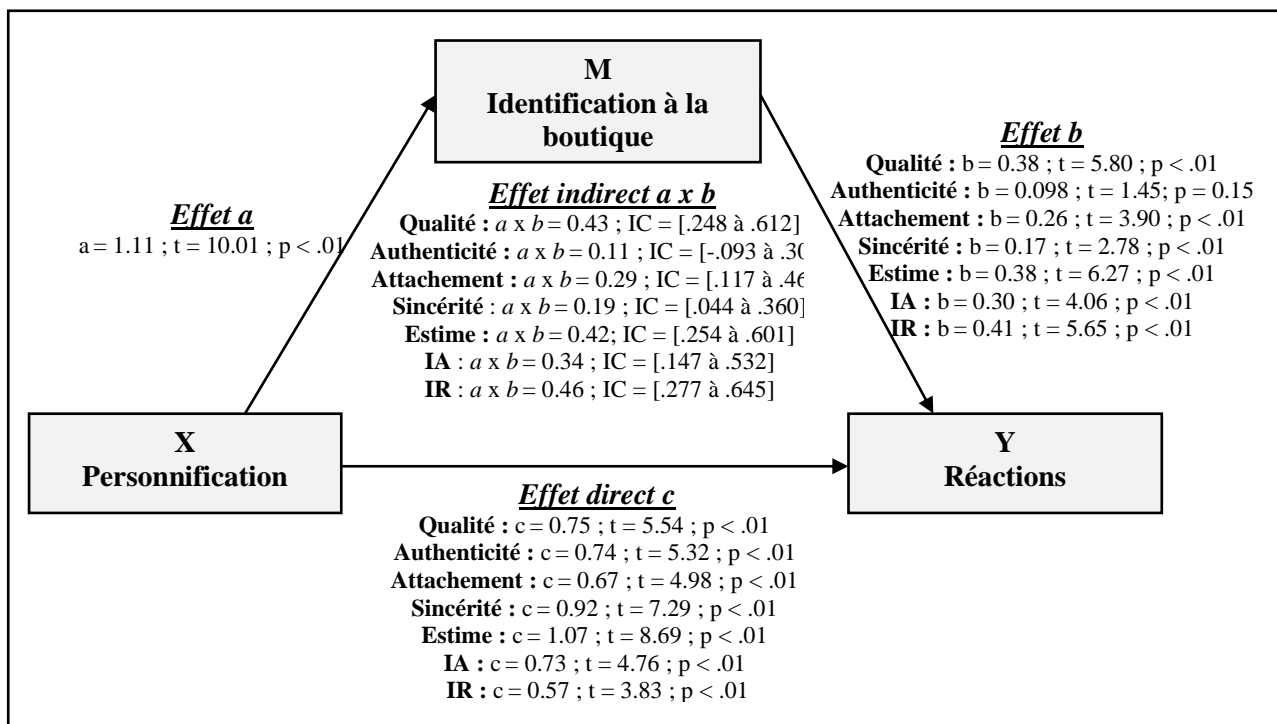 M
Identification à la
boutique
Effet a
a = 1.11 ; t = 10.01 ; p < .01
Effet indirect a x b
Qualité : a x b = 0.43 ; IC = [.248 à .612]
Authenticité : a x b = 0.11 ; IC = [-.093 à .30
Attachement : a x b = 0.29 ; IC = [.117 à .46
Sincérité : a x b = 0.19 ; IC = [.044 à .360]
Estime : a x b = 0.42; IC = [.254 à .601]
IA : a x b = 0.34 ; IC = [.147 à .532]
IR : a x b = 0.46 ; IC = [.277 à .645]
Effet b
Qualité : b = 0.38 ; t = 5.80 ; p < .01
Authenticité : b = 0.098 ; t = 1.45; p = 0.15
Attachement : b = 0.26 ; t = 3.90 ; p < .01
Sincérité : b = 0.17 ; t = 2.78 ; p < .01
Estime : b = 0.38 ; t = 6.27 ; p < .01
IA : b = 0.30 ; t = 4.06 ; p < .01
IR : b = 0.41 ; t = 5.65 ; p < .01
X
Personnification
Y
Réactions
Effet direct c
Qualité : c = 0.75 ; t = 5.54 ; p < .01
Authenticité : c = 0.74 ; t = 5.32 ; p < .01
Attachement : c = 0.67 ; t = 4.98 ; p < .01
Sincérité : c = 0.92 ; t = 7.29 ; p < .01
Estime : c = 1.07 ; t = 8.69 ; p < .01
IA : c = 0.73 ; t = 4.76 ; p < .01
IR : c = 0.57 ; t = 3.83 ; p < .01